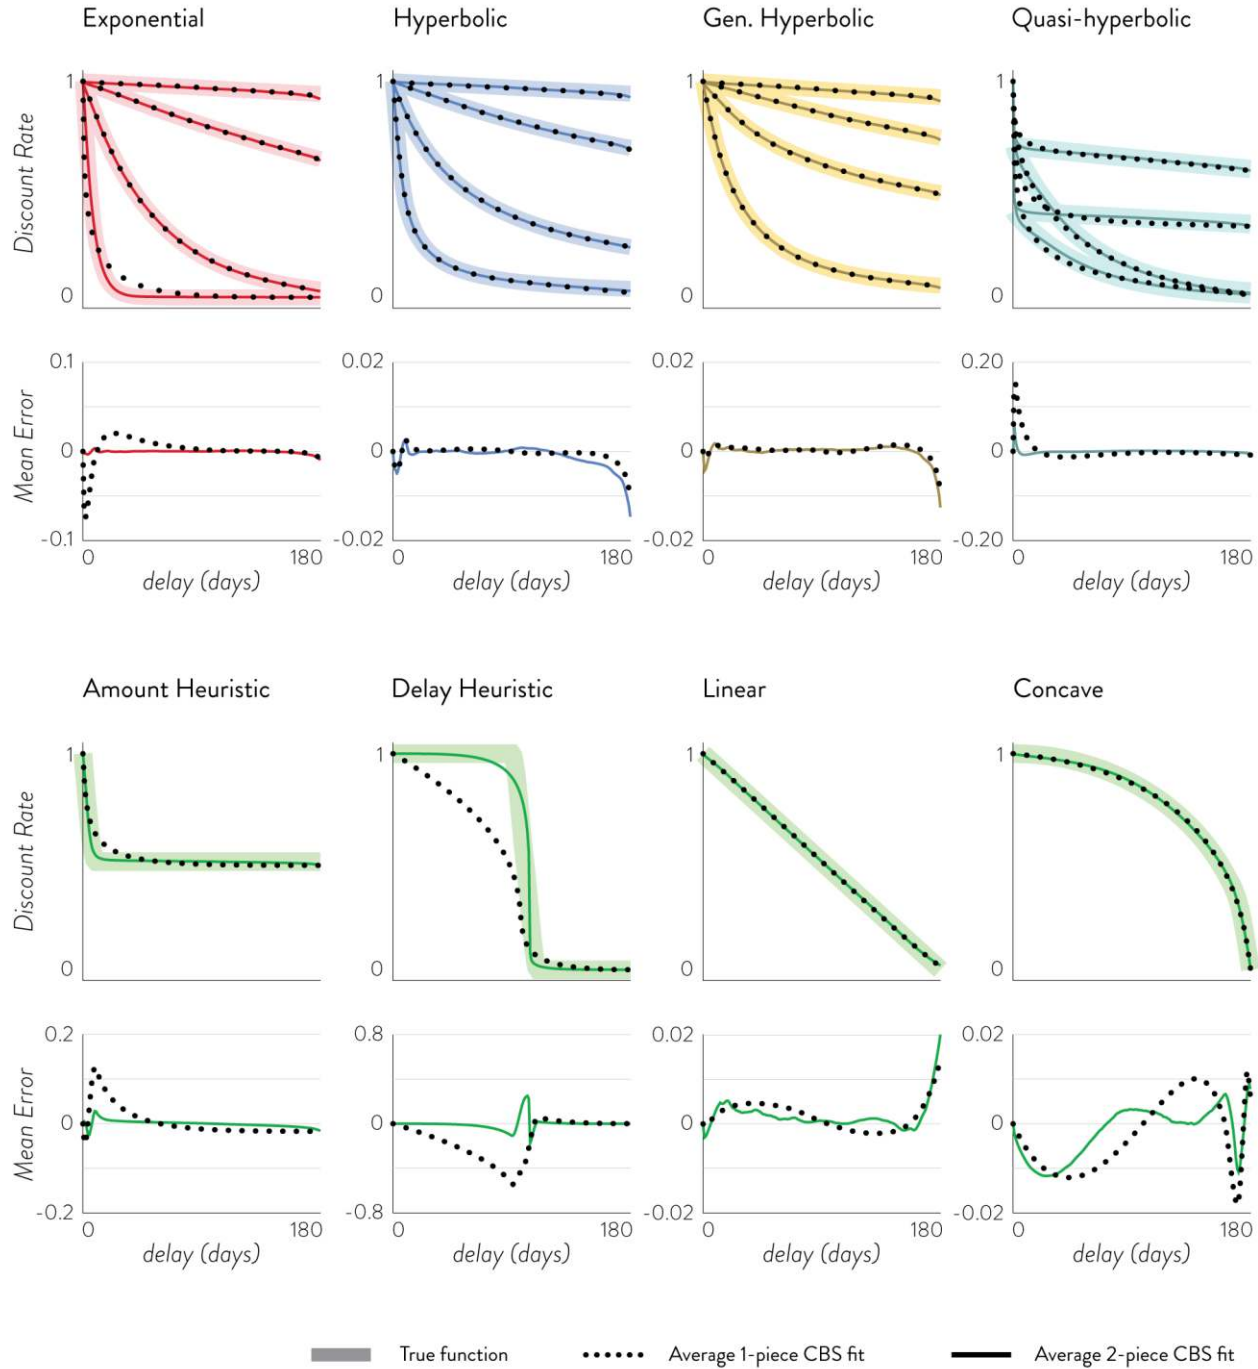 Exponential Hyperbolic Gen. Hyperbolic Quasi-hyperbolic
Discount Rate
1 1 1 1
0 0 0 0
Mean Error
0.1 0.02 0.02 0.20
0 0 0 0
-0.1 -0.02 -0.02 -0.20
0 180 0 180 0 180 0 180
delay (days) delay (days) delay (days) delay (days)
Amount Heuristic Delay Heuristic Linear Concave
Discount Rate
1 1 1 1
0 0 0 0
Mean Error
0.2 0.8 0.02 0.02
0 0 0 0
-0.2 -0.8 -0.02 -0.02
0 180 0 180 0 180 0 180
delay (days) delay (days) delay (days) delay (days)
True function Average 1-piece CBS fit Average 2-piece CBS fit